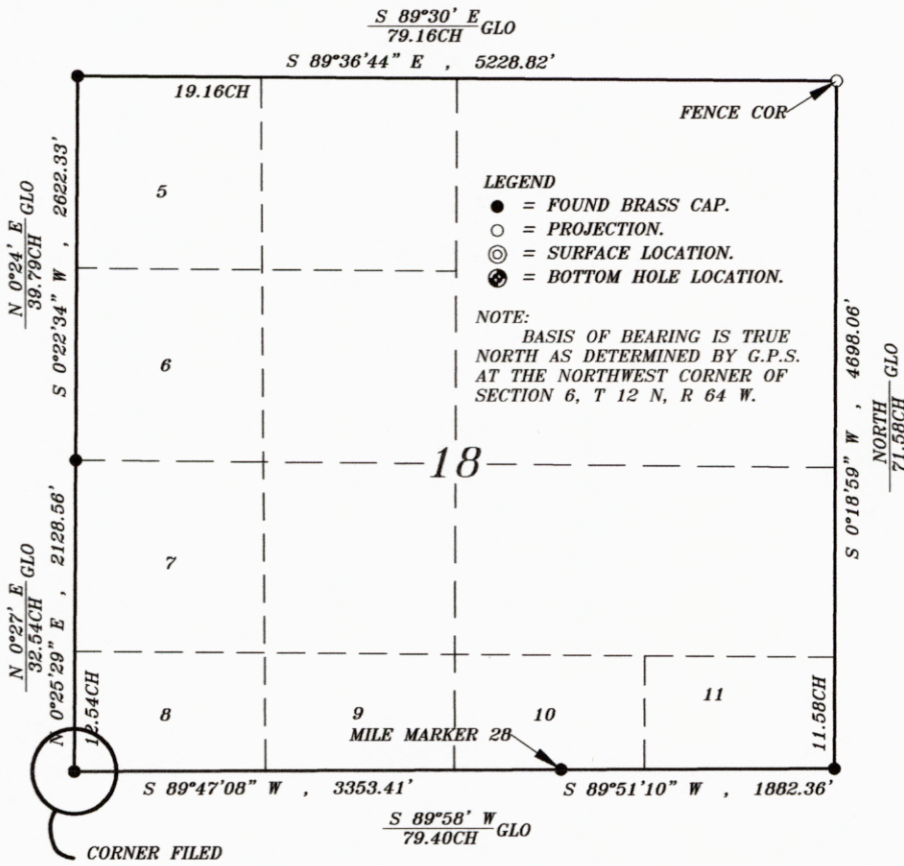 S 89°30' E
79.16CH GLO
S 89°36'44" E , 5228.82'
19.16CH
FENCE COR
N 0°24' E GLO
39.79CH
S 0°22'34" W , 2622.33'
5
LEGEND
● = FOUND BRASS CAP.
○ = PROJECTION.
◎ = SURFACE LOCATION.
= BOTTOM HOLE LOCATION.
NOTE:
BASIS OF BEARING IS TRUE
NORTH AS DETERMINED BY G.P.S.
AT THE NORTHWEST CORNER OF
SECTION 6, T 12 N, R 64 W.
6
18
S 0°18'59" W , 4698.06'
NORTH GLO
71.58CH
N 0°27' E GLO
32.54CH
N 0°25'29" E , 2128.56'
12.54CH
7
8
9
10
11
11.58CH
MILE MARKER 28
S 89°47'08" W , 3353.41'
S 89°51'10" W , 1882.36'
S 89°58' W
79.40CH GLO
CORNER FILED